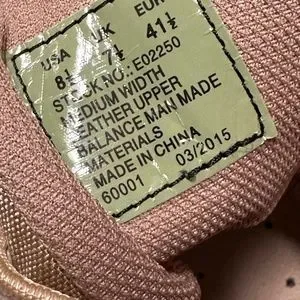 USA UK EUR
8½ 7½ 41½
STOCK NO.: E02250
MEDIUM WIDTH
LEATHER UPPER
BALANCE MAN MADE
MATERIALS
MADE IN CHINA
60001 03/2015